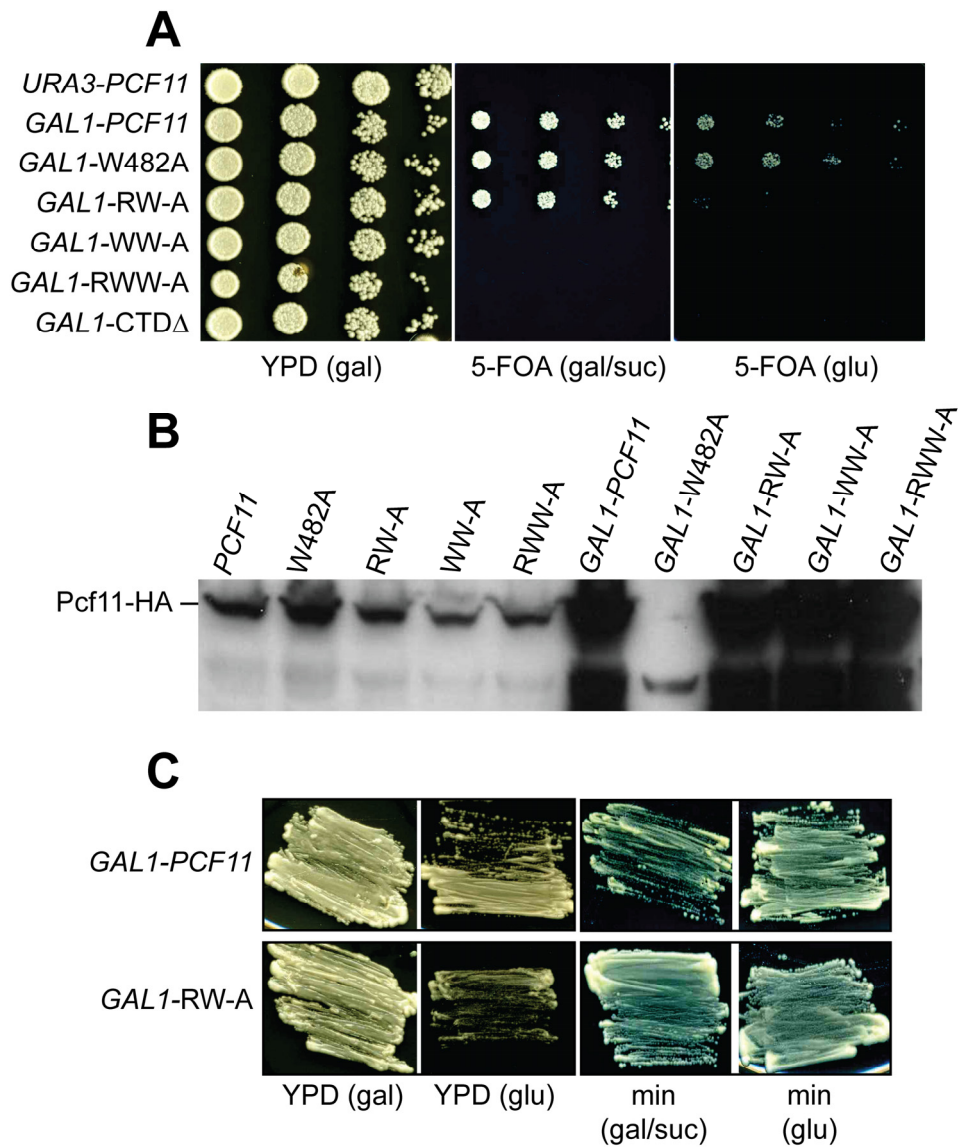 A
URA3-PCF11
GAL1-PCF11
GAL1-W482A
GAL1-RW-A
GAL1-WW-A
GAL1-RWW-A
GAL1-CTDΔ
YPD (gal)
5-FOA (gal/suc)
5-FOA (glu)
B
PCF11
W482A
RW-A
WW-A
RWW-A
GAL1-PCF11
GAL1-W482A
GAL1-RW-A
GAL1-WW-A
GAL1-RWW-A
Pcf11-HA
C
GAL1-PCF11
GAL1-RW-A
YPD (gal)
YPD (glu)
min
(gal/suc)
min
(glu)